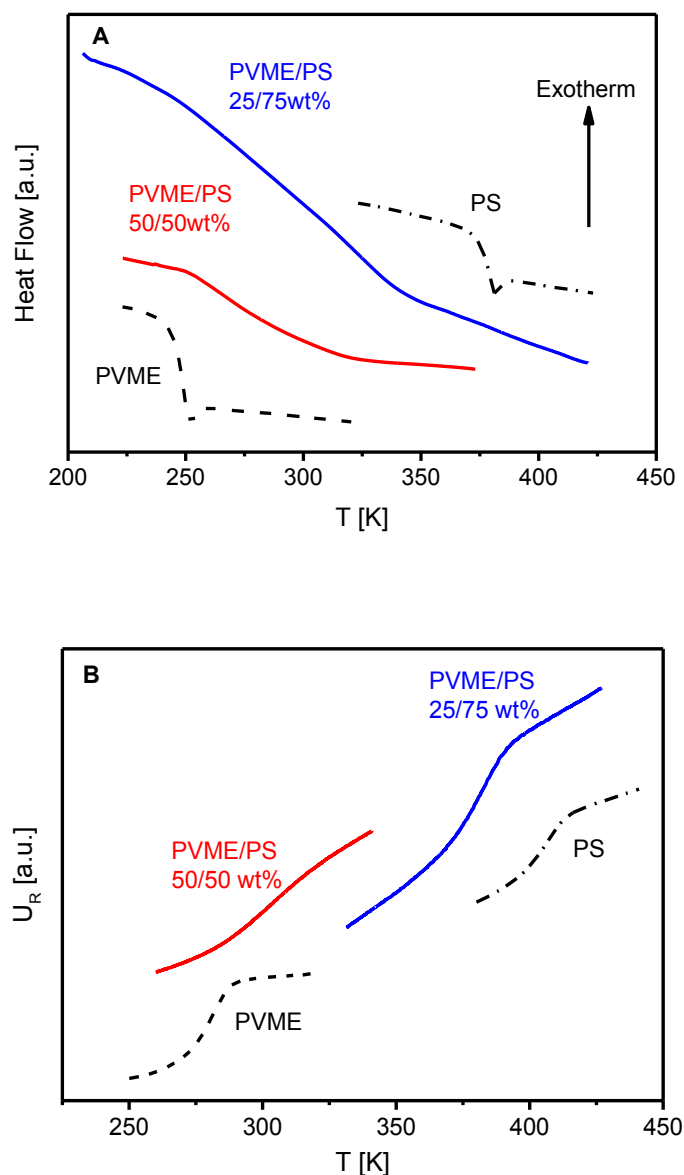 A
PVME/PS
25/75wt%
Exotherm
PVME/PS
50/50wt%
PS
PVME
Heat Flow [a.u.]
200 250 300 350 400 450
T [K]
B
PVME/PS
25/75 wt%
PVME/PS
50/50 wt%
PS
PVME
U_R [a.u.]
250 300 350 400 450
T [K]